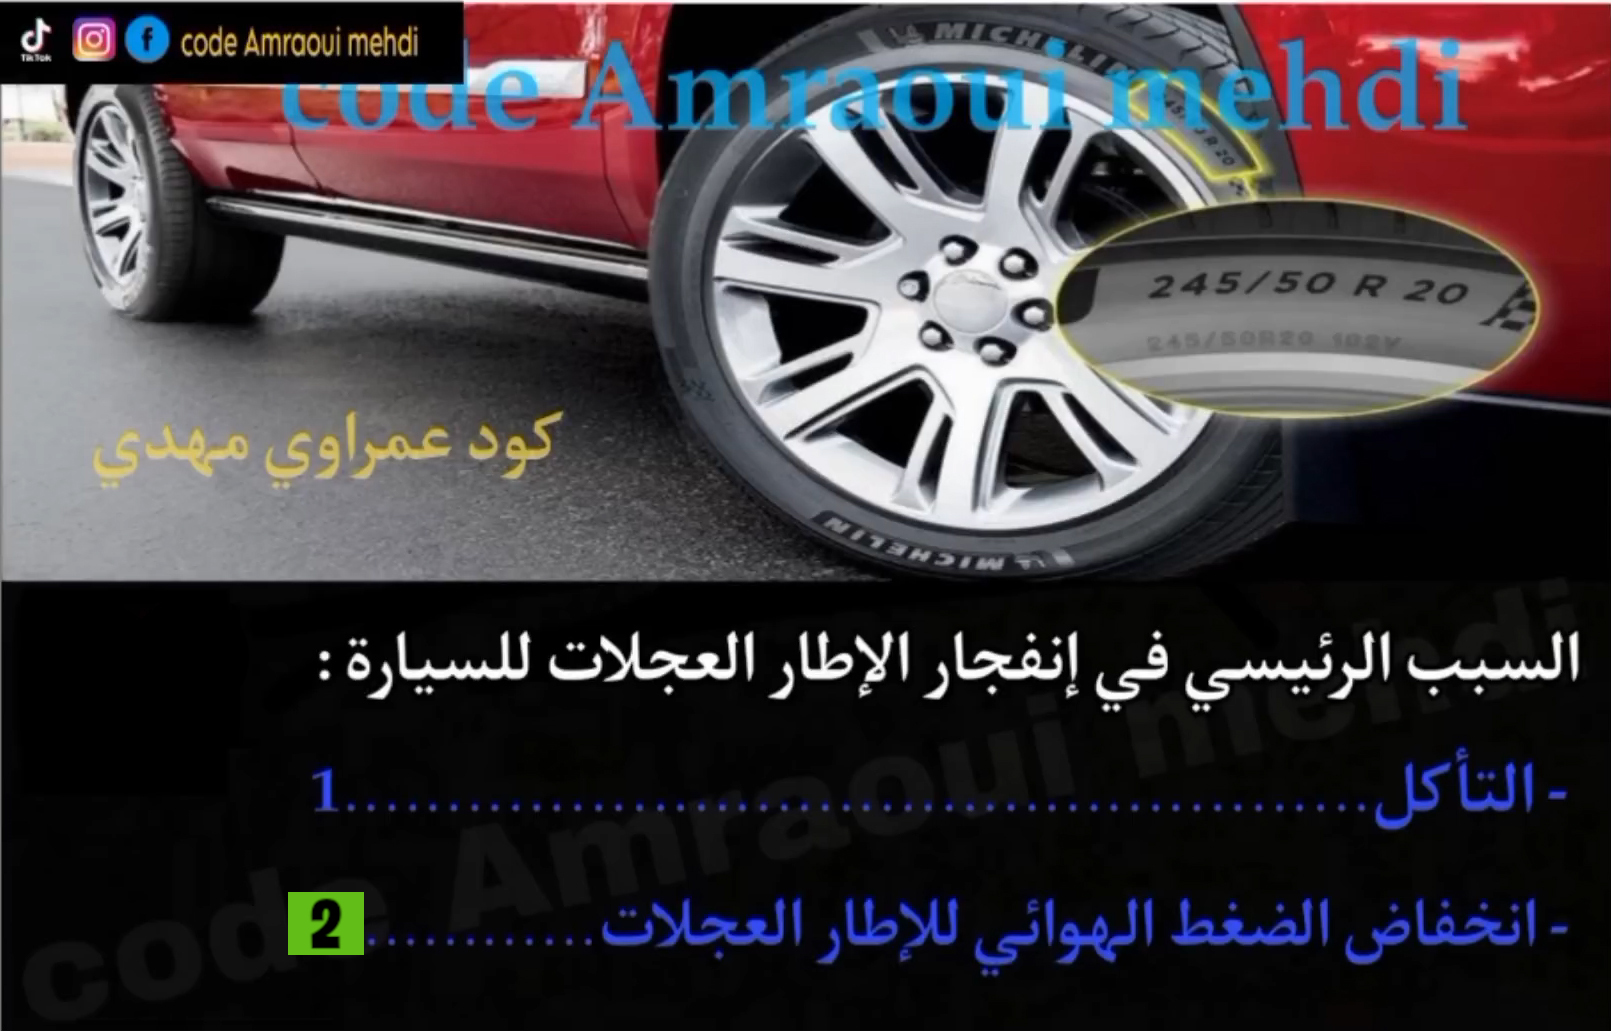 TikTok
code Amraoui mehdi
code Amraoui mehdi
MICHELIN
245/50 R 20
245/50R20 102V
كود عمراوي مهدي
MICHELIN
السبب الرئيسي في إنفجار الإطار العجلات للسيارة :
- التأكل..................................................1
- انخفاض الضغط الهوائي للإطار العجلات............2
code Amraoui mehdi